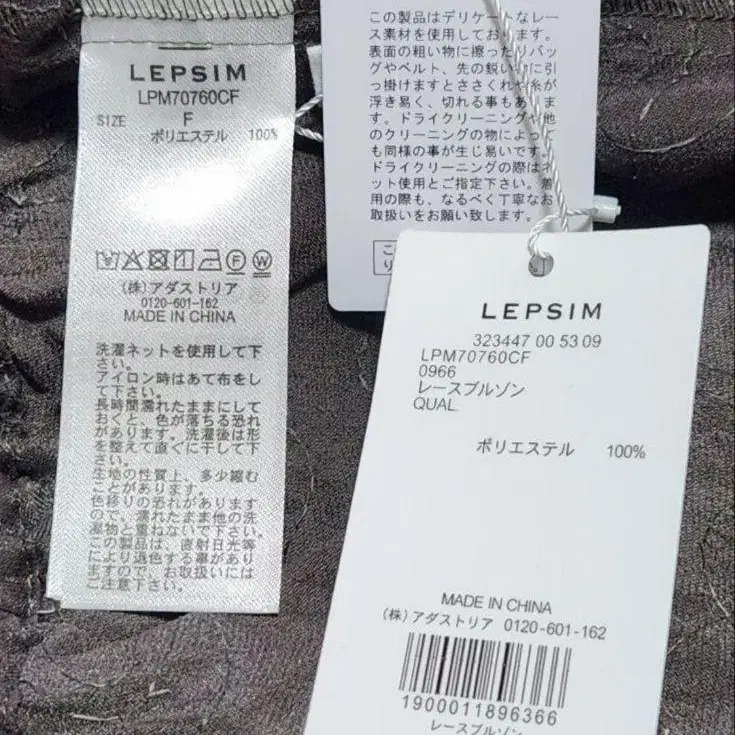 LEPSIM
LPM70760CF
SIZE F
ポリエステル 100%
(株)アダストリア
0120-601-162
MADE IN CHINA
洗濯ネットを使用して下
さい。
アイロン時はあて布をし
て下さい。
長時間濡れたままにして
おくと、色が落ちる恐れ
があります。洗濯後は形
を整えて直ぐに干して下
さい。
生地の性質上、多少縮む
ことがあります。
色移りの恐れがあります
ので、濡れたまま他の洗
濯物と重ねないで下さい。
この製品は、直射日光等
により退色する事があり
ますので、お取扱いには
ご注意下さい。
この製品はデリケートなレー
ス素材を使用しております。
表面の粗い物に擦ったりバッ
グやベルト、先の鋭い物に引
っ掛けますとささくれや糸が
浮き易く、切れる事もありま
す。ドライクリーニングや他
のクリーニングの物によって
も同様の事が生じ易いです。
ドライクリーニングの際はネ
ット使用とご指定下さい。着
用の際も、なるべく丁寧なお
取扱いをお願い致します。
こ
り
LEPSIM
323447 00 53 09
LPM70760CF
0966
レースブルゾン
QUAL
ポリエステル 100%
MADE IN CHINA
(株)アダストリア 0120-601-162
1900011896366
レースブルゾン